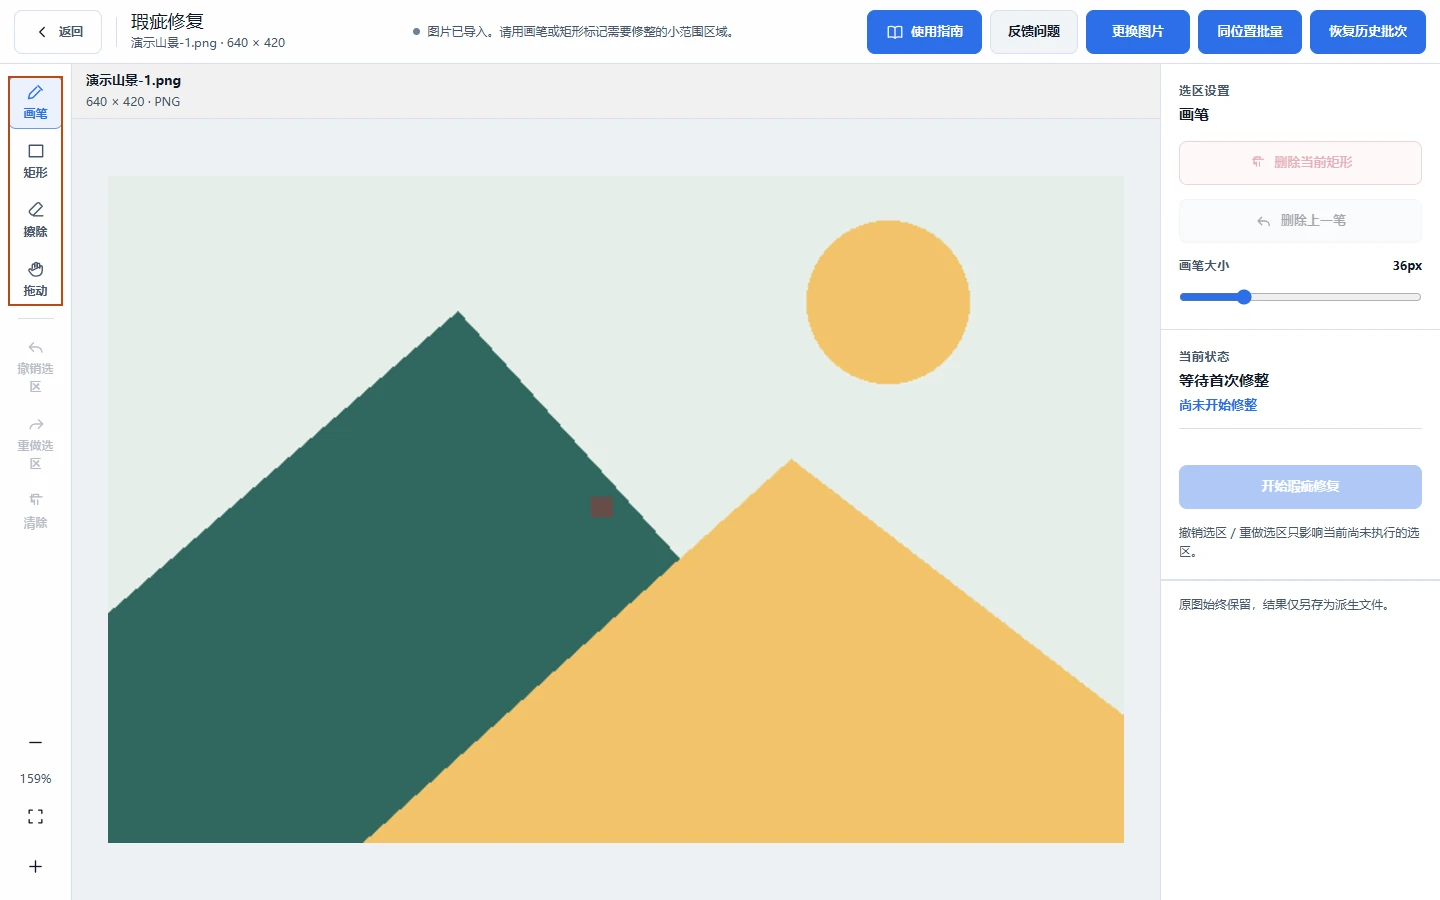 返回
瑕疵修复
演示山景-1.png · 640 × 420
图片已导入。请用画笔或矩形标记需要修整的小范围区域。
使用指南
反馈问题
更换图片
同位置批量
恢复历史批次
画笔
矩形
擦除
拖动
撤销选
区
重做选
区
清除
159%
演示山景-1.png
640 × 420 · PNG
选区设置
画笔
删除当前矩形
删除上一笔
画笔大小 36px
当前状态
等待首次修整
尚未开始修整
开始瑕疵修复
撤销选区 / 重做选区只影响当前尚未执行的选
区。
原图始终保留，结果仅另存为派生文件。